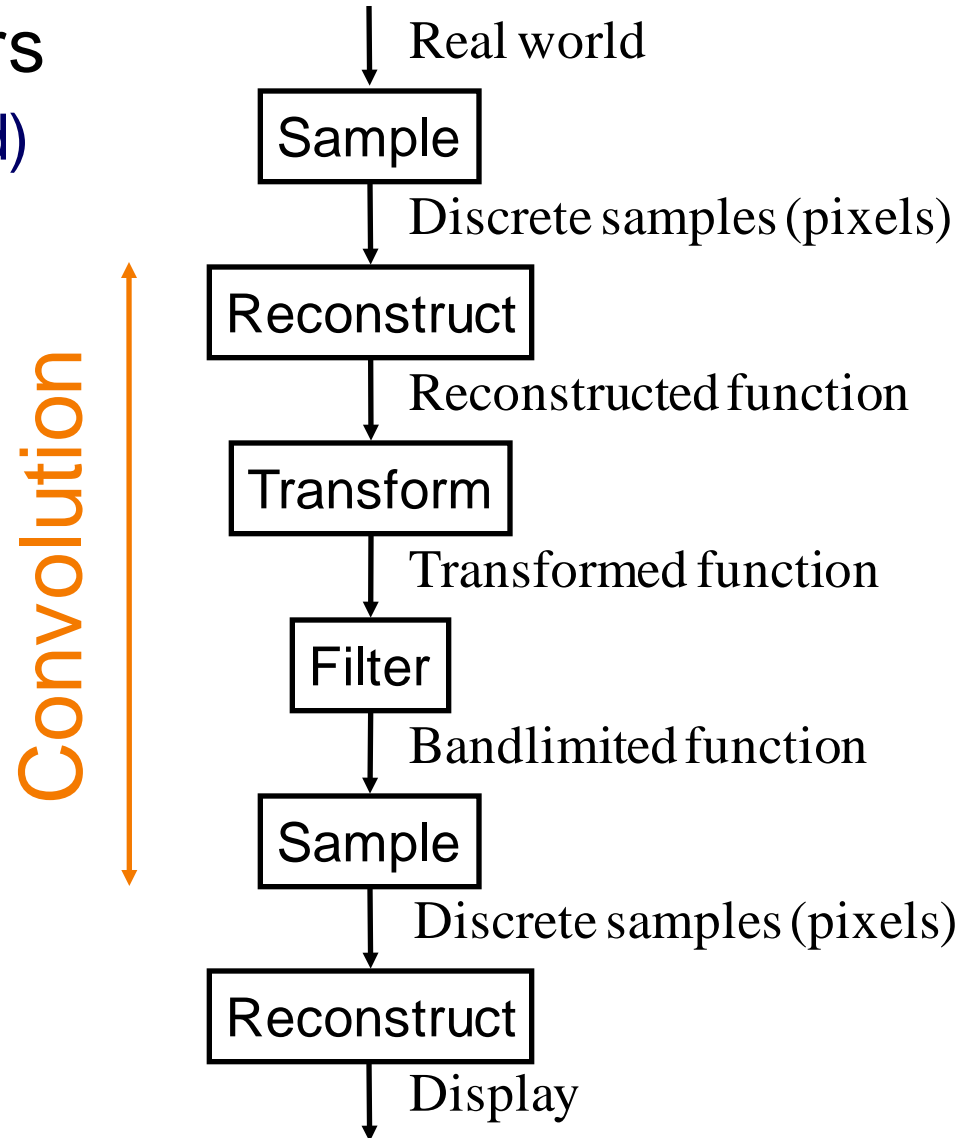 Real world
Sample
Discrete samples (pixels)
Reconstruct
Reconstructed function
Transform
Transformed function
Filter
Bandlimited function
Sample
Discrete samples (pixels)
Reconstruct
Display
Convolution